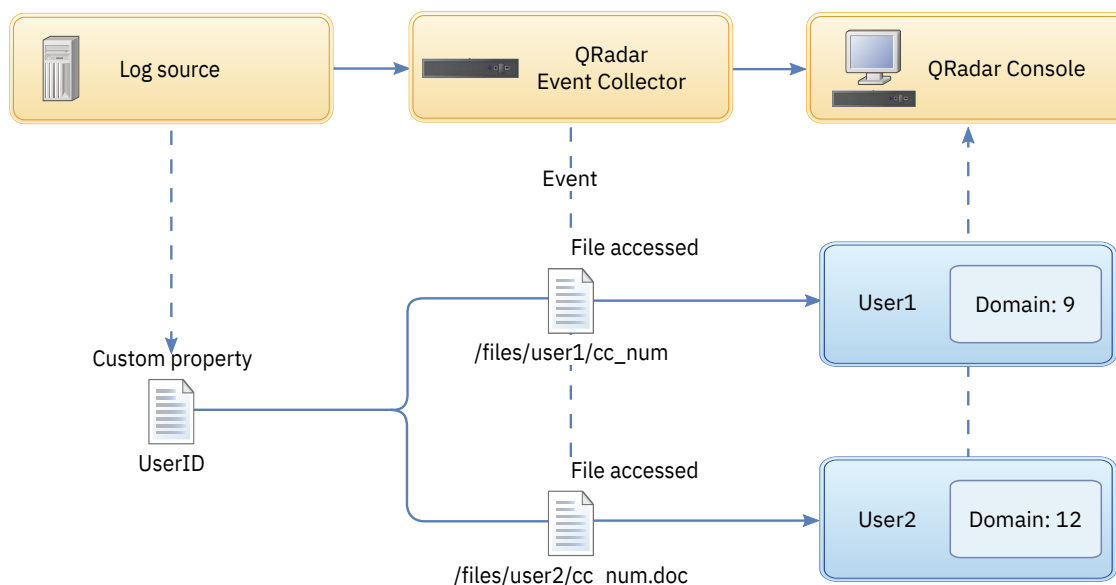 Log source
QRadar
Event Collector
QRadar Console
Event
File accessed
User1
Domain: 9
/files/user1/cc_num
Custom property
UserID
File accessed
User2
Domain: 12
/files/user2/cc_num.doc